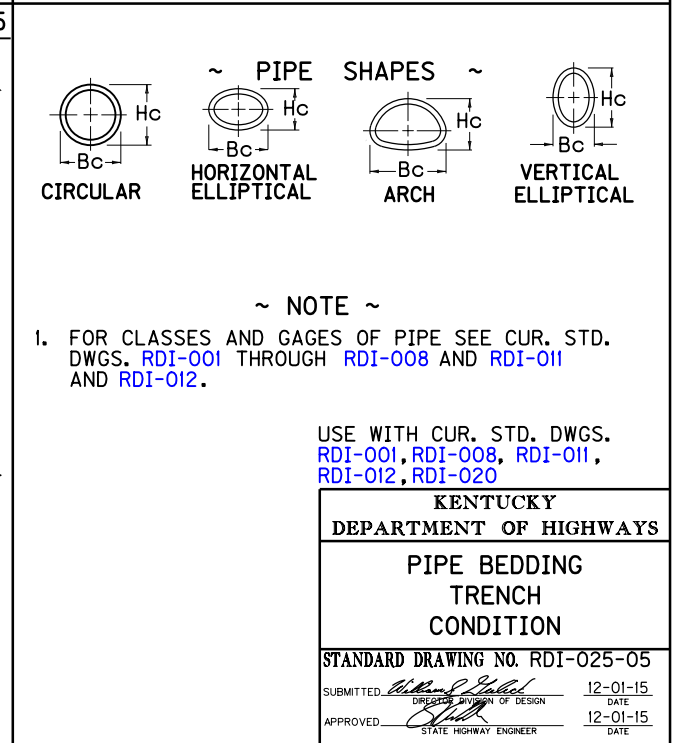 5
~ PIPE SHAPES ~
Hc
Bc
CIRCULAR
Hc
Bc
HORIZONTAL
ELLIPTICAL
Hc
Bc
ARCH
Hc
Bc
VERTICAL
ELLIPTICAL
~ NOTE ~
1. FOR CLASSES AND GAGES OF PIPE SEE CUR. STD.
DWGS. RDI-001 THROUGH RDI-008 AND RDI-011
AND RDI-012.
USE WITH CUR. STD. DWGS.
RDI-001, RDI-008, RDI-011,
RDI-012, RDI-020
KENTUCKY
DEPARTMENT OF HIGHWAYS
PIPE BEDDING
TRENCH
CONDITION
STANDARD DRAWING NO. RDI-025-05
SUBMITTED 12-01-15
DIRECTOR DIVISION OF DESIGN DATE
APPROVED 12-01-15
STATE HIGHWAY ENGINEER DATE